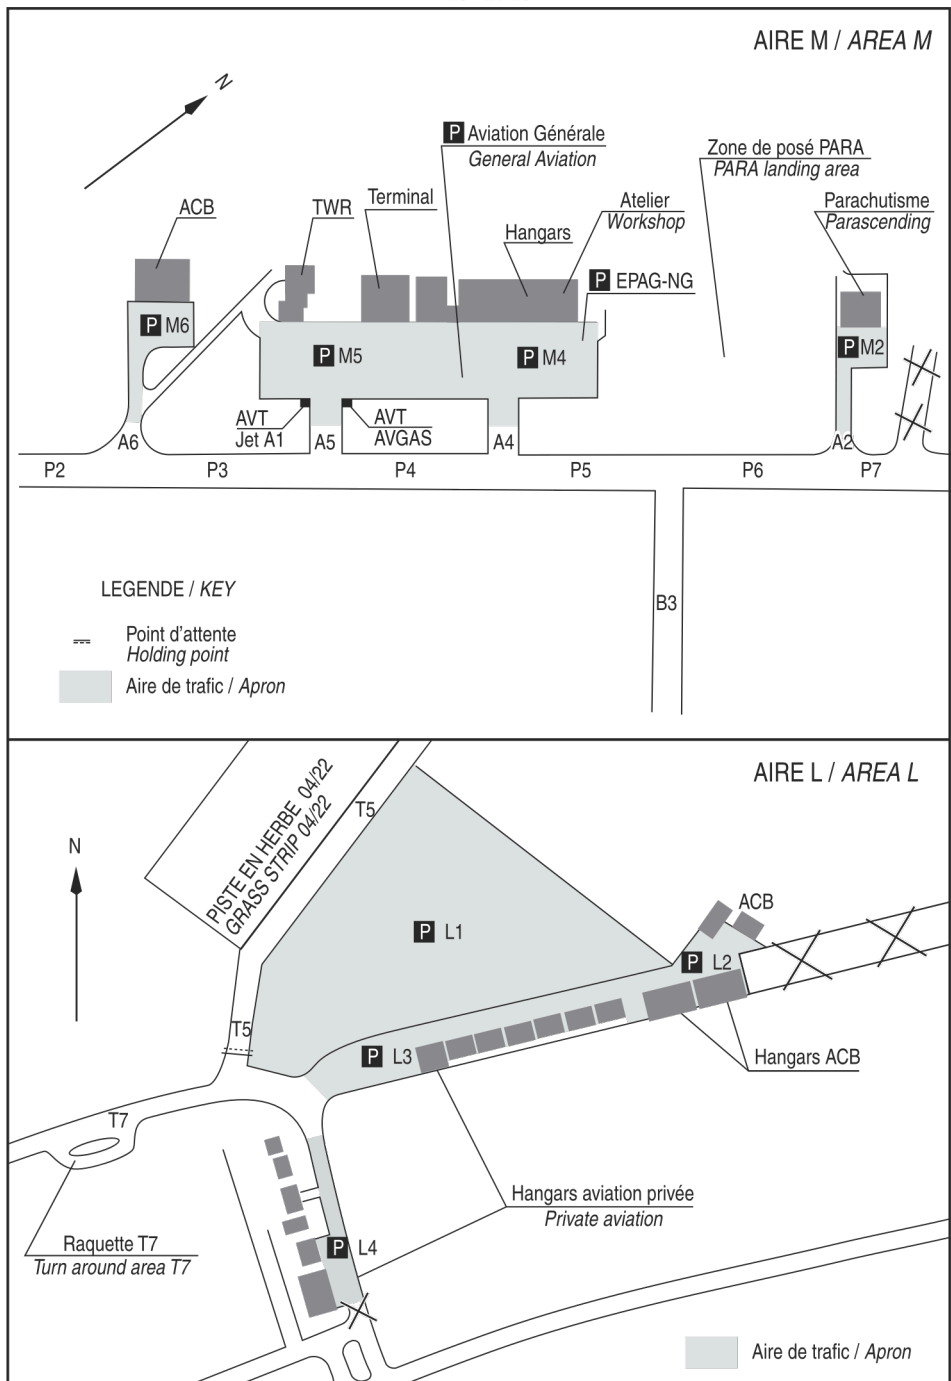 AIRE M / AREA M
N
P Aviation Générale
General Aviation
Zone de posé PARA
PARA landing area
ACB
TWR
Terminal
Atelier
Workshop
Parachutisme
Parascending
Hangars
P EPAG-NG
P M6
P M5
P M4
P M2
AVT
Jet A1
AVT
AVGAS
A6
A5
A4
A2
P2
P3
P4
P5
P6
P7
LEGENDE / KEY
B3
Point d'attente
Holding point
Aire de trafic / Apron
AIRE L / AREA L
PISTE EN HERBE 04/22
GRASS STRIP 04/22
T5
N
ACB
P L1
P L2
T5
P L3
Hangars ACB
T7
Hangars aviation privée
Private aviation
Raquette T7
Turn around area T7
P L4
Aire de trafic / Apron